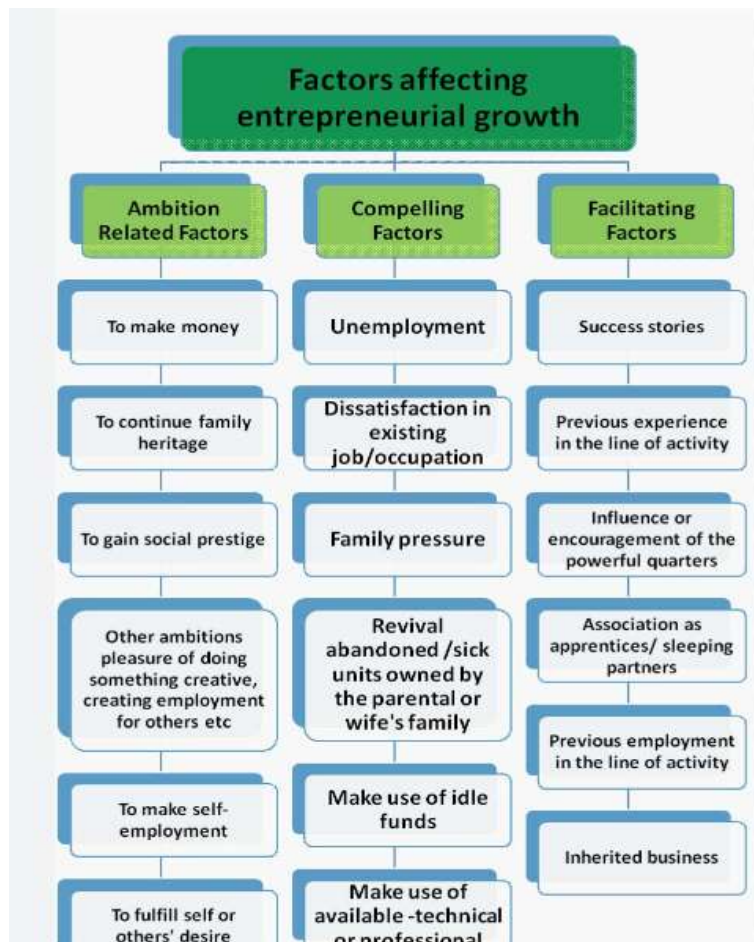 Factors affecting
entrepreneurial growth
Ambition
Related Factors
To make money
To continue family
heritage
To gain social prestige
Other ambitions
pleasure of doing
something creative,
creating employment
for others etc
To make self-
employment
To fulfill self or
others' desire
Compelling
Factors
Unemployment
Dissatisfaction in
existing
job/occupation
Family pressure
Revival
abandoned /sick
units owned by
the parental or
wife's family
Make use of idle
funds
Make use of
available -technical
or professional
Facilitating
Factors
Success stories
Previous experience
in the line of activity
Influence or
encouragement of the
powerful quarters
Association as
apprentices/ sleeping
partners
Previous employment
in the line of activity
Inherited business